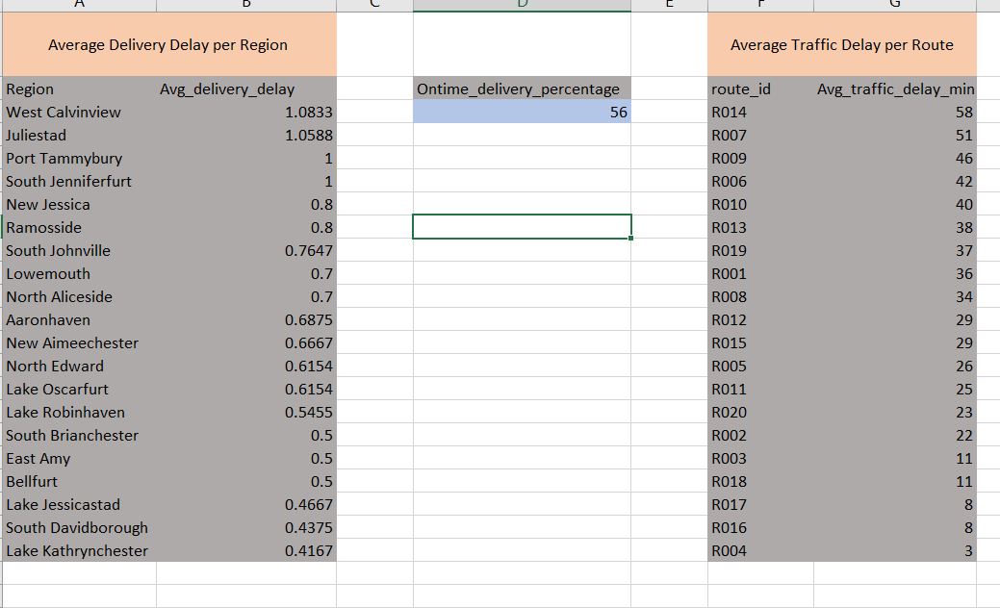 A B C D E F G
Average Delivery Delay per Region Average Traffic Delay per Route
Region Avg_delivery_delay Ontime_delivery_percentage route_id Avg_traffic_delay_min
West Calvinview 1.0833 56 R014 58
Juliestad 1.0588 R007 51
Port Tammybury 1 R009 46
South Jenniferfurt 1 R006 42
New Jessica 0.8 R010 40
Ramosside 0.8 R013 38
South Johnville 0.7647 R019 37
Lowemouth 0.7 R001 36
North Aliceside 0.7 R008 34
Aaronhaven 0.6875 R012 29
New Aimeechester 0.6667 R015 29
North Edward 0.6154 R005 26
Lake Oscarfurt 0.6154 R011 25
Lake Robinhaven 0.5455 R020 23
South Brianchester 0.5 R002 22
East Amy 0.5 R003 11
Bellfurt 0.5 R018 11
Lake Jessicastad 0.4667 R017 8
South Davidborough 0.4375 R016 8
Lake Kathrynchester 0.4167 R004 3